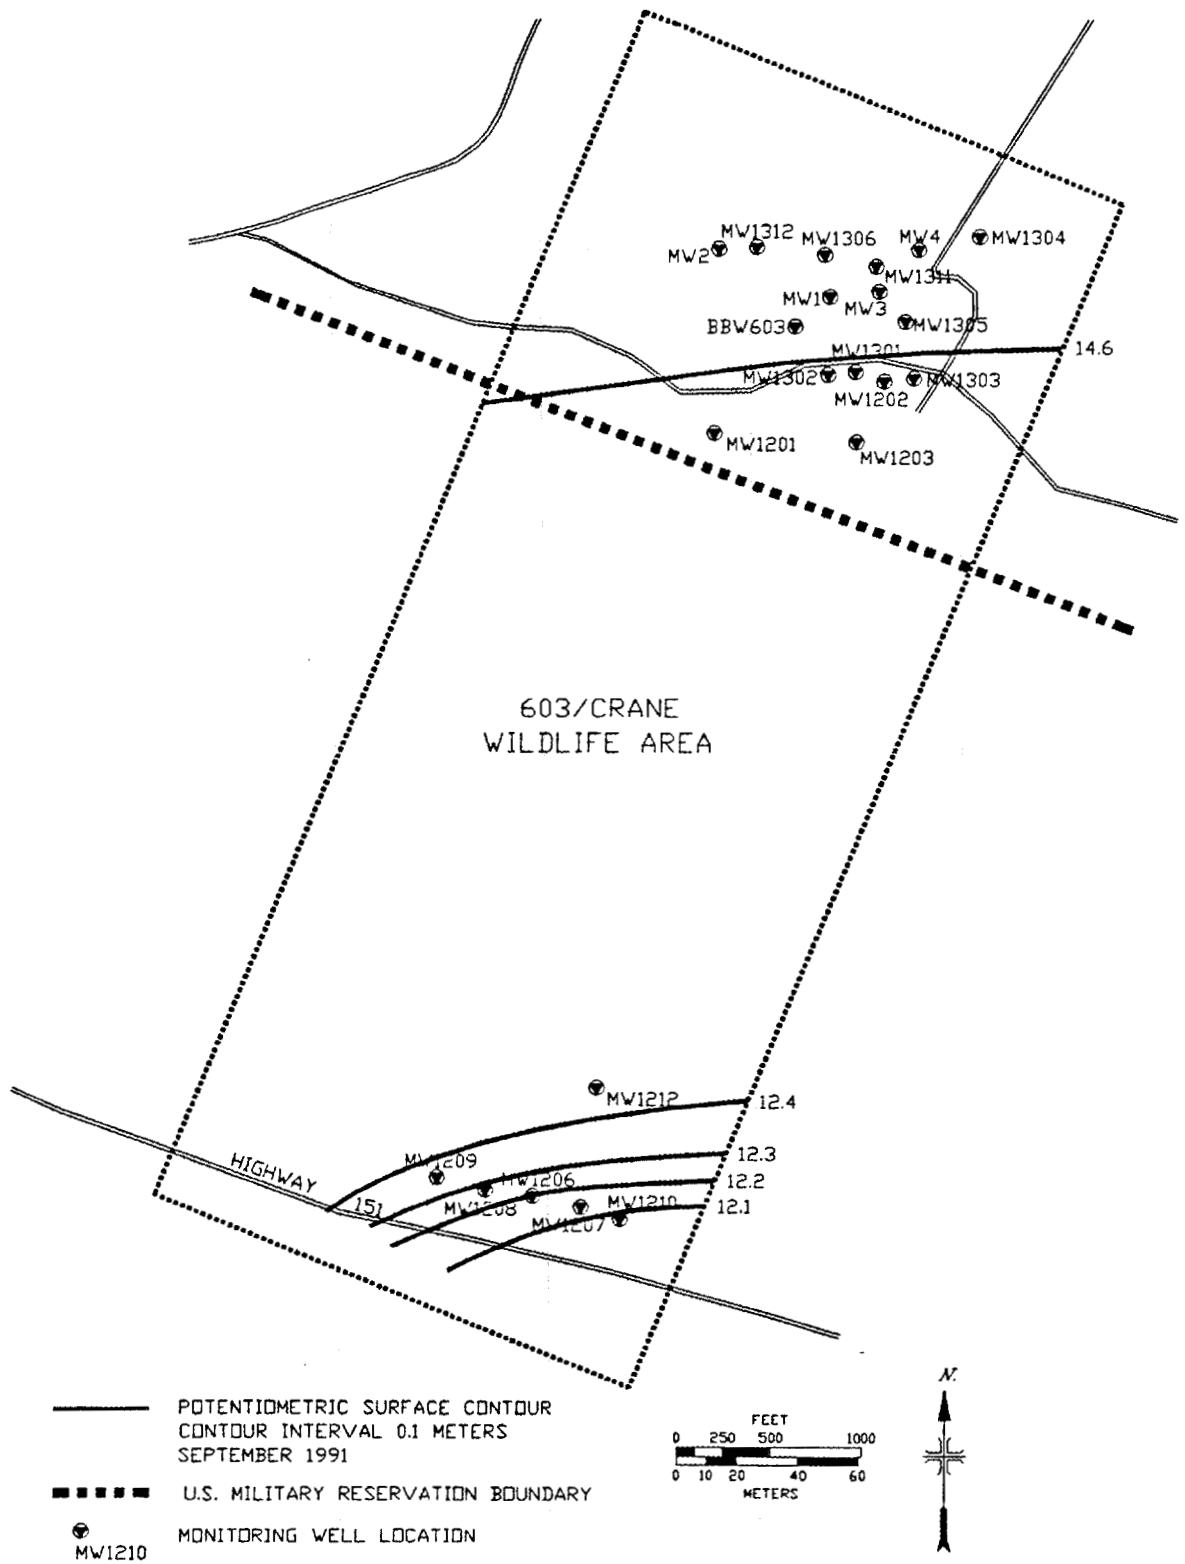 MW1312
MW2
MW1306
MW4
MW1304
MW1311
MW1
MW3
BBW603
MW1305
MW1301
14.6
MW1302
MW1303
MW1202
MW1201
MW1203
603/CRANE
WILDLIFE AREA
MW1212
12.4
MW1209
12.3
HIGHWAY
151
MW1206
12.2
MW1208
MW1210
12.1
MW1207
POTENTIOMETRIC SURFACE CONTOUR
CONTOUR INTERVAL 0.1 METERS
SEPTEMBER 1991
U.S. MILITARY RESERVATION BOUNDARY
MONITORING WELL LOCATION
MW1210
FEET
0 250 500 1000
0 10 20 40 60
METERS
N.